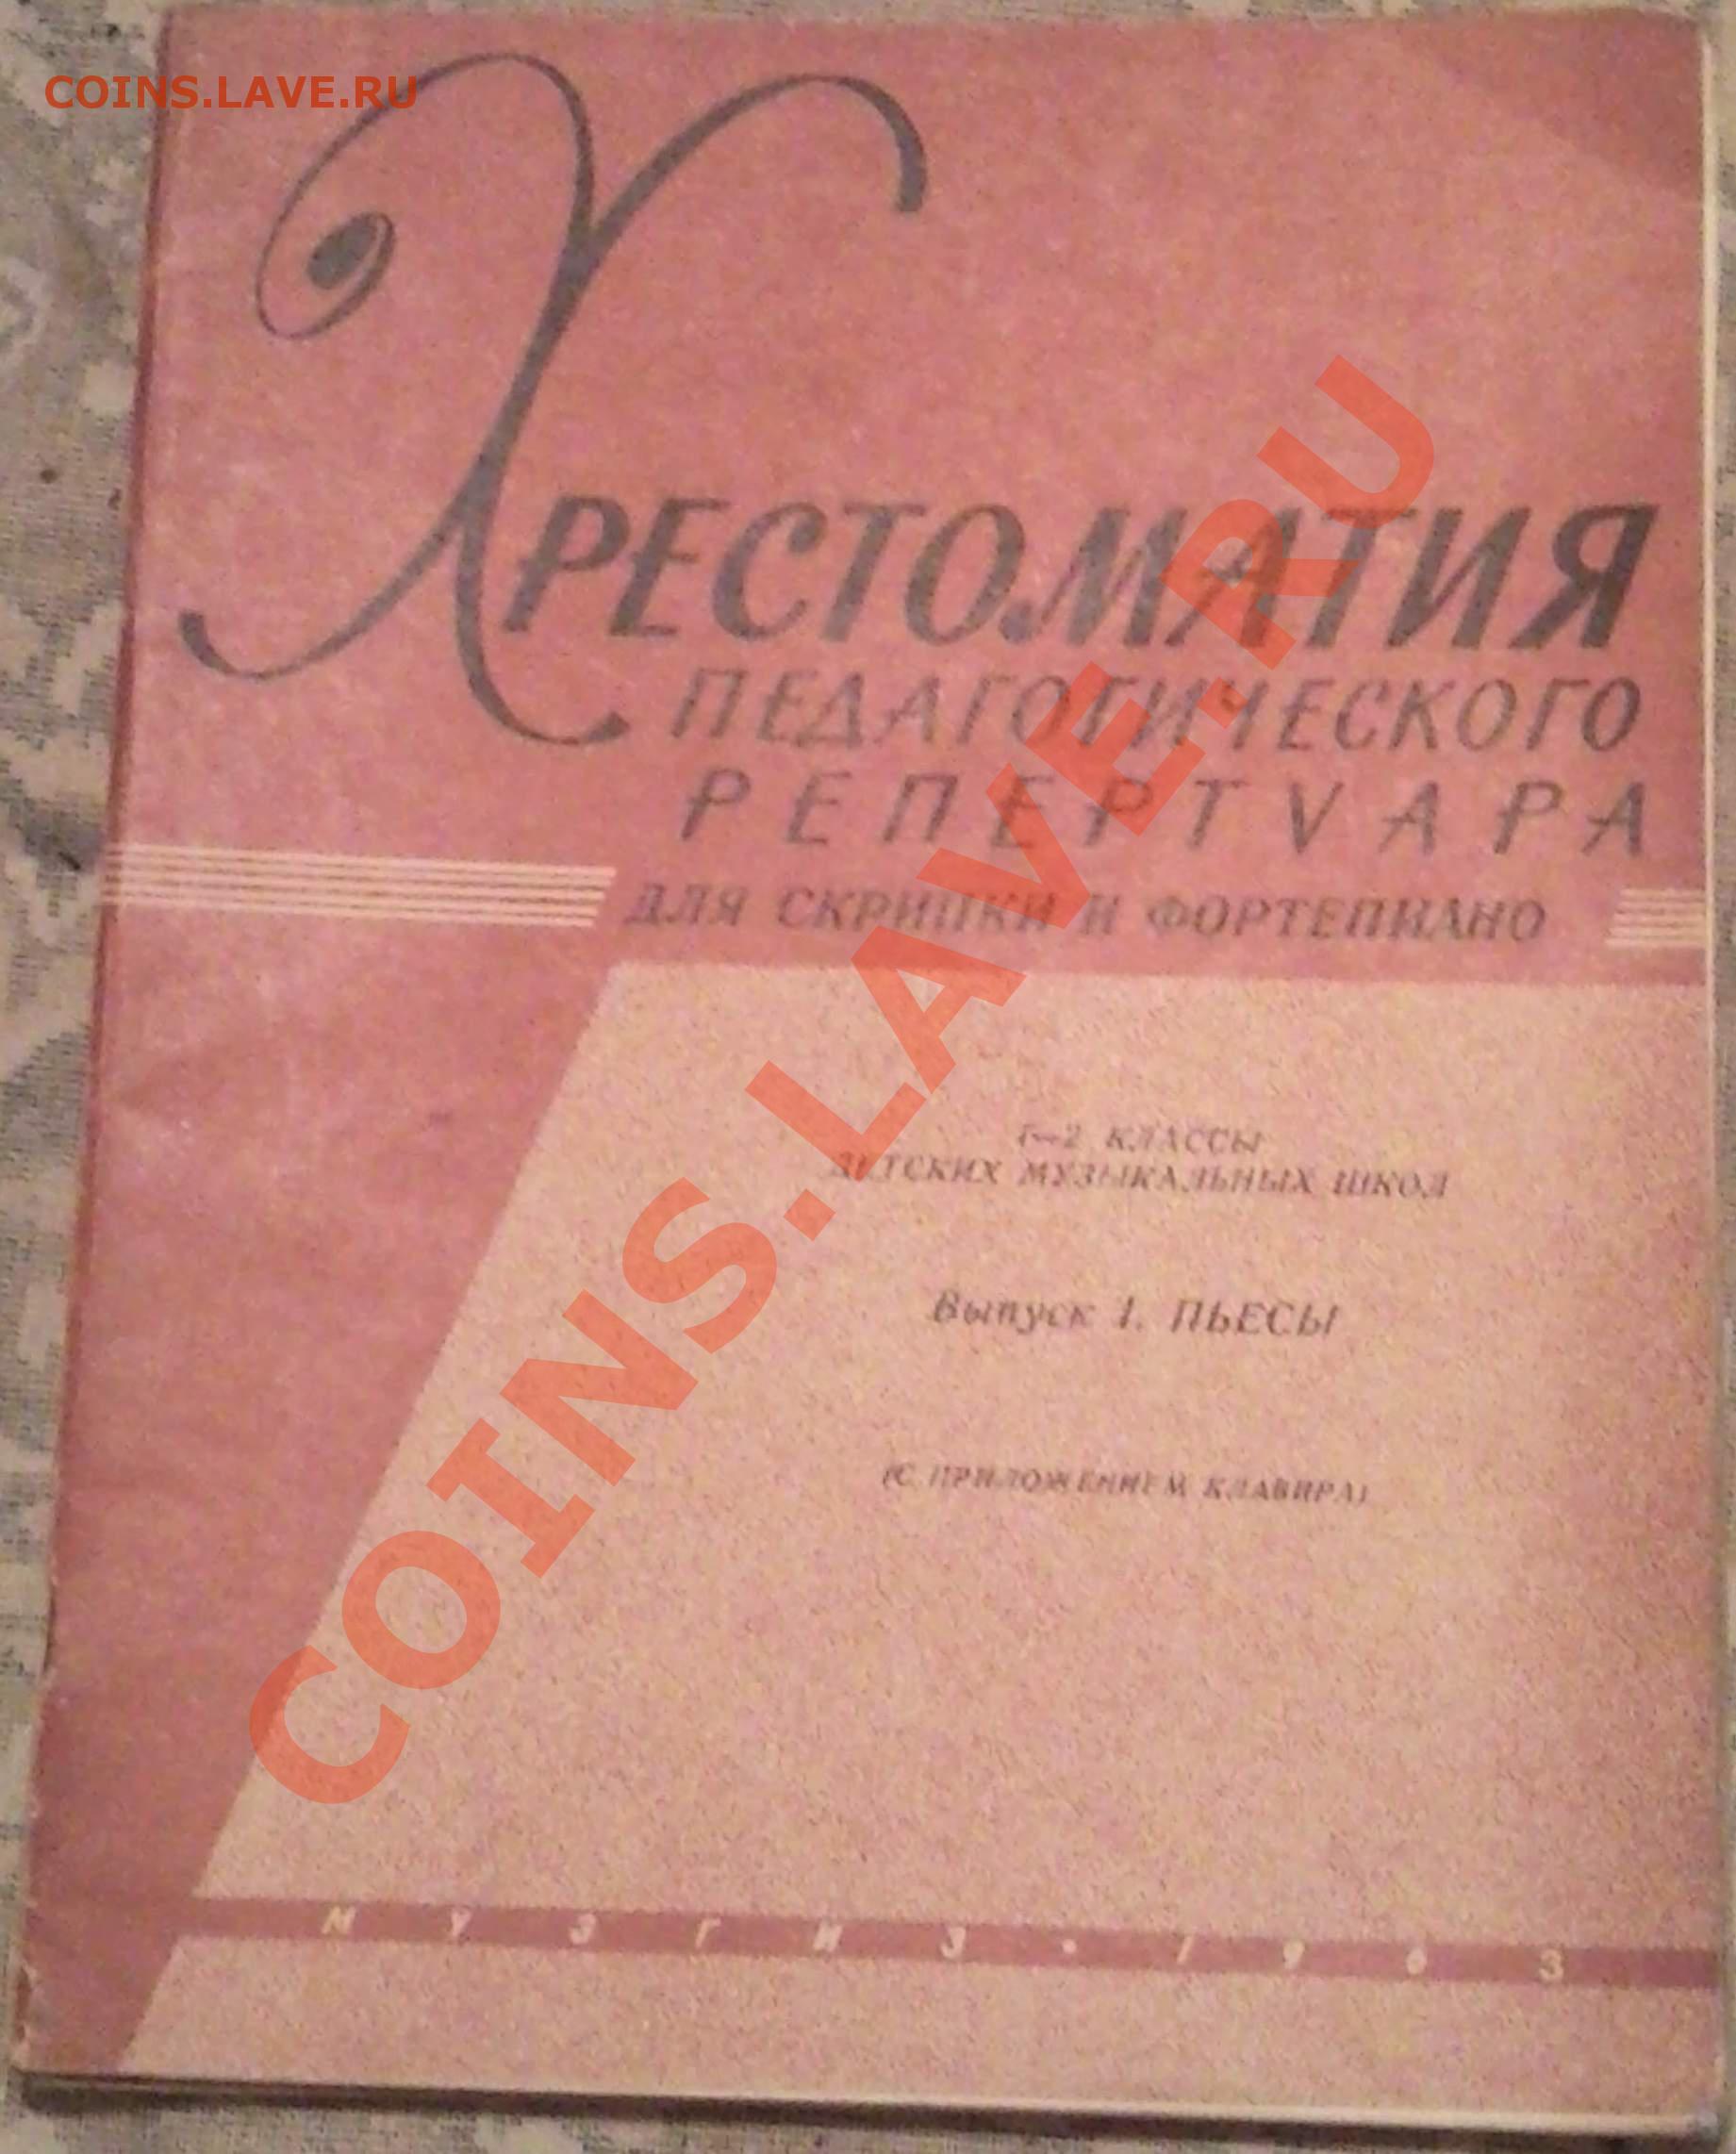 COINS.LAVE.RU
ХРЕСТОМАТИЯ
ПЕДАГОГИЧЕСКОГО
РЕПЕРТУАРА
ДЛЯ СКРИПКИ И ФОРТЕПИАНО
1—2 КЛАССЫ
ДЕТСКИХ МУЗЫКАЛЬНЫХ ШКОЛ
Выпуск 1. ПЬЕСЫ
(С ПРИЛОЖЕНИЕМ КЛАВИРА)
МУЗГИЗ • 1963
COINS.LAVE.RU